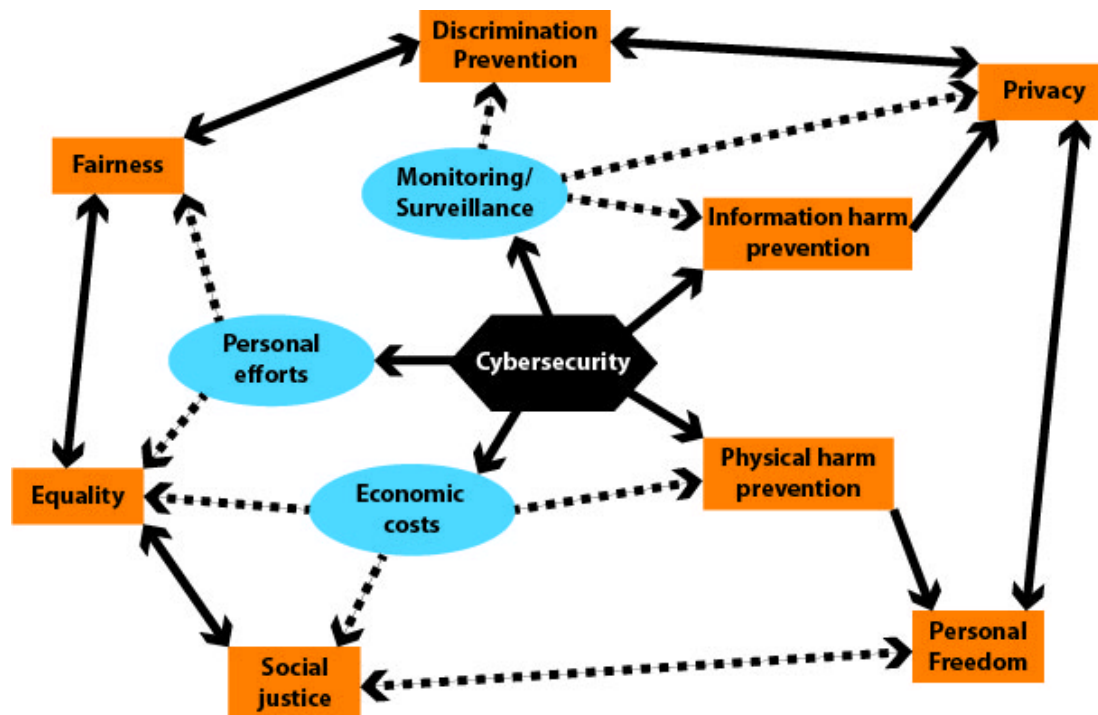 Discrimination
Prevention
Privacy
Fairness
Monitoring/
Surveillance
Information harm
prevention
Personal
efforts
Cybersecurity
Physical harm
prevention
Equality
Economic
costs
Personal
Freedom
Social
justice